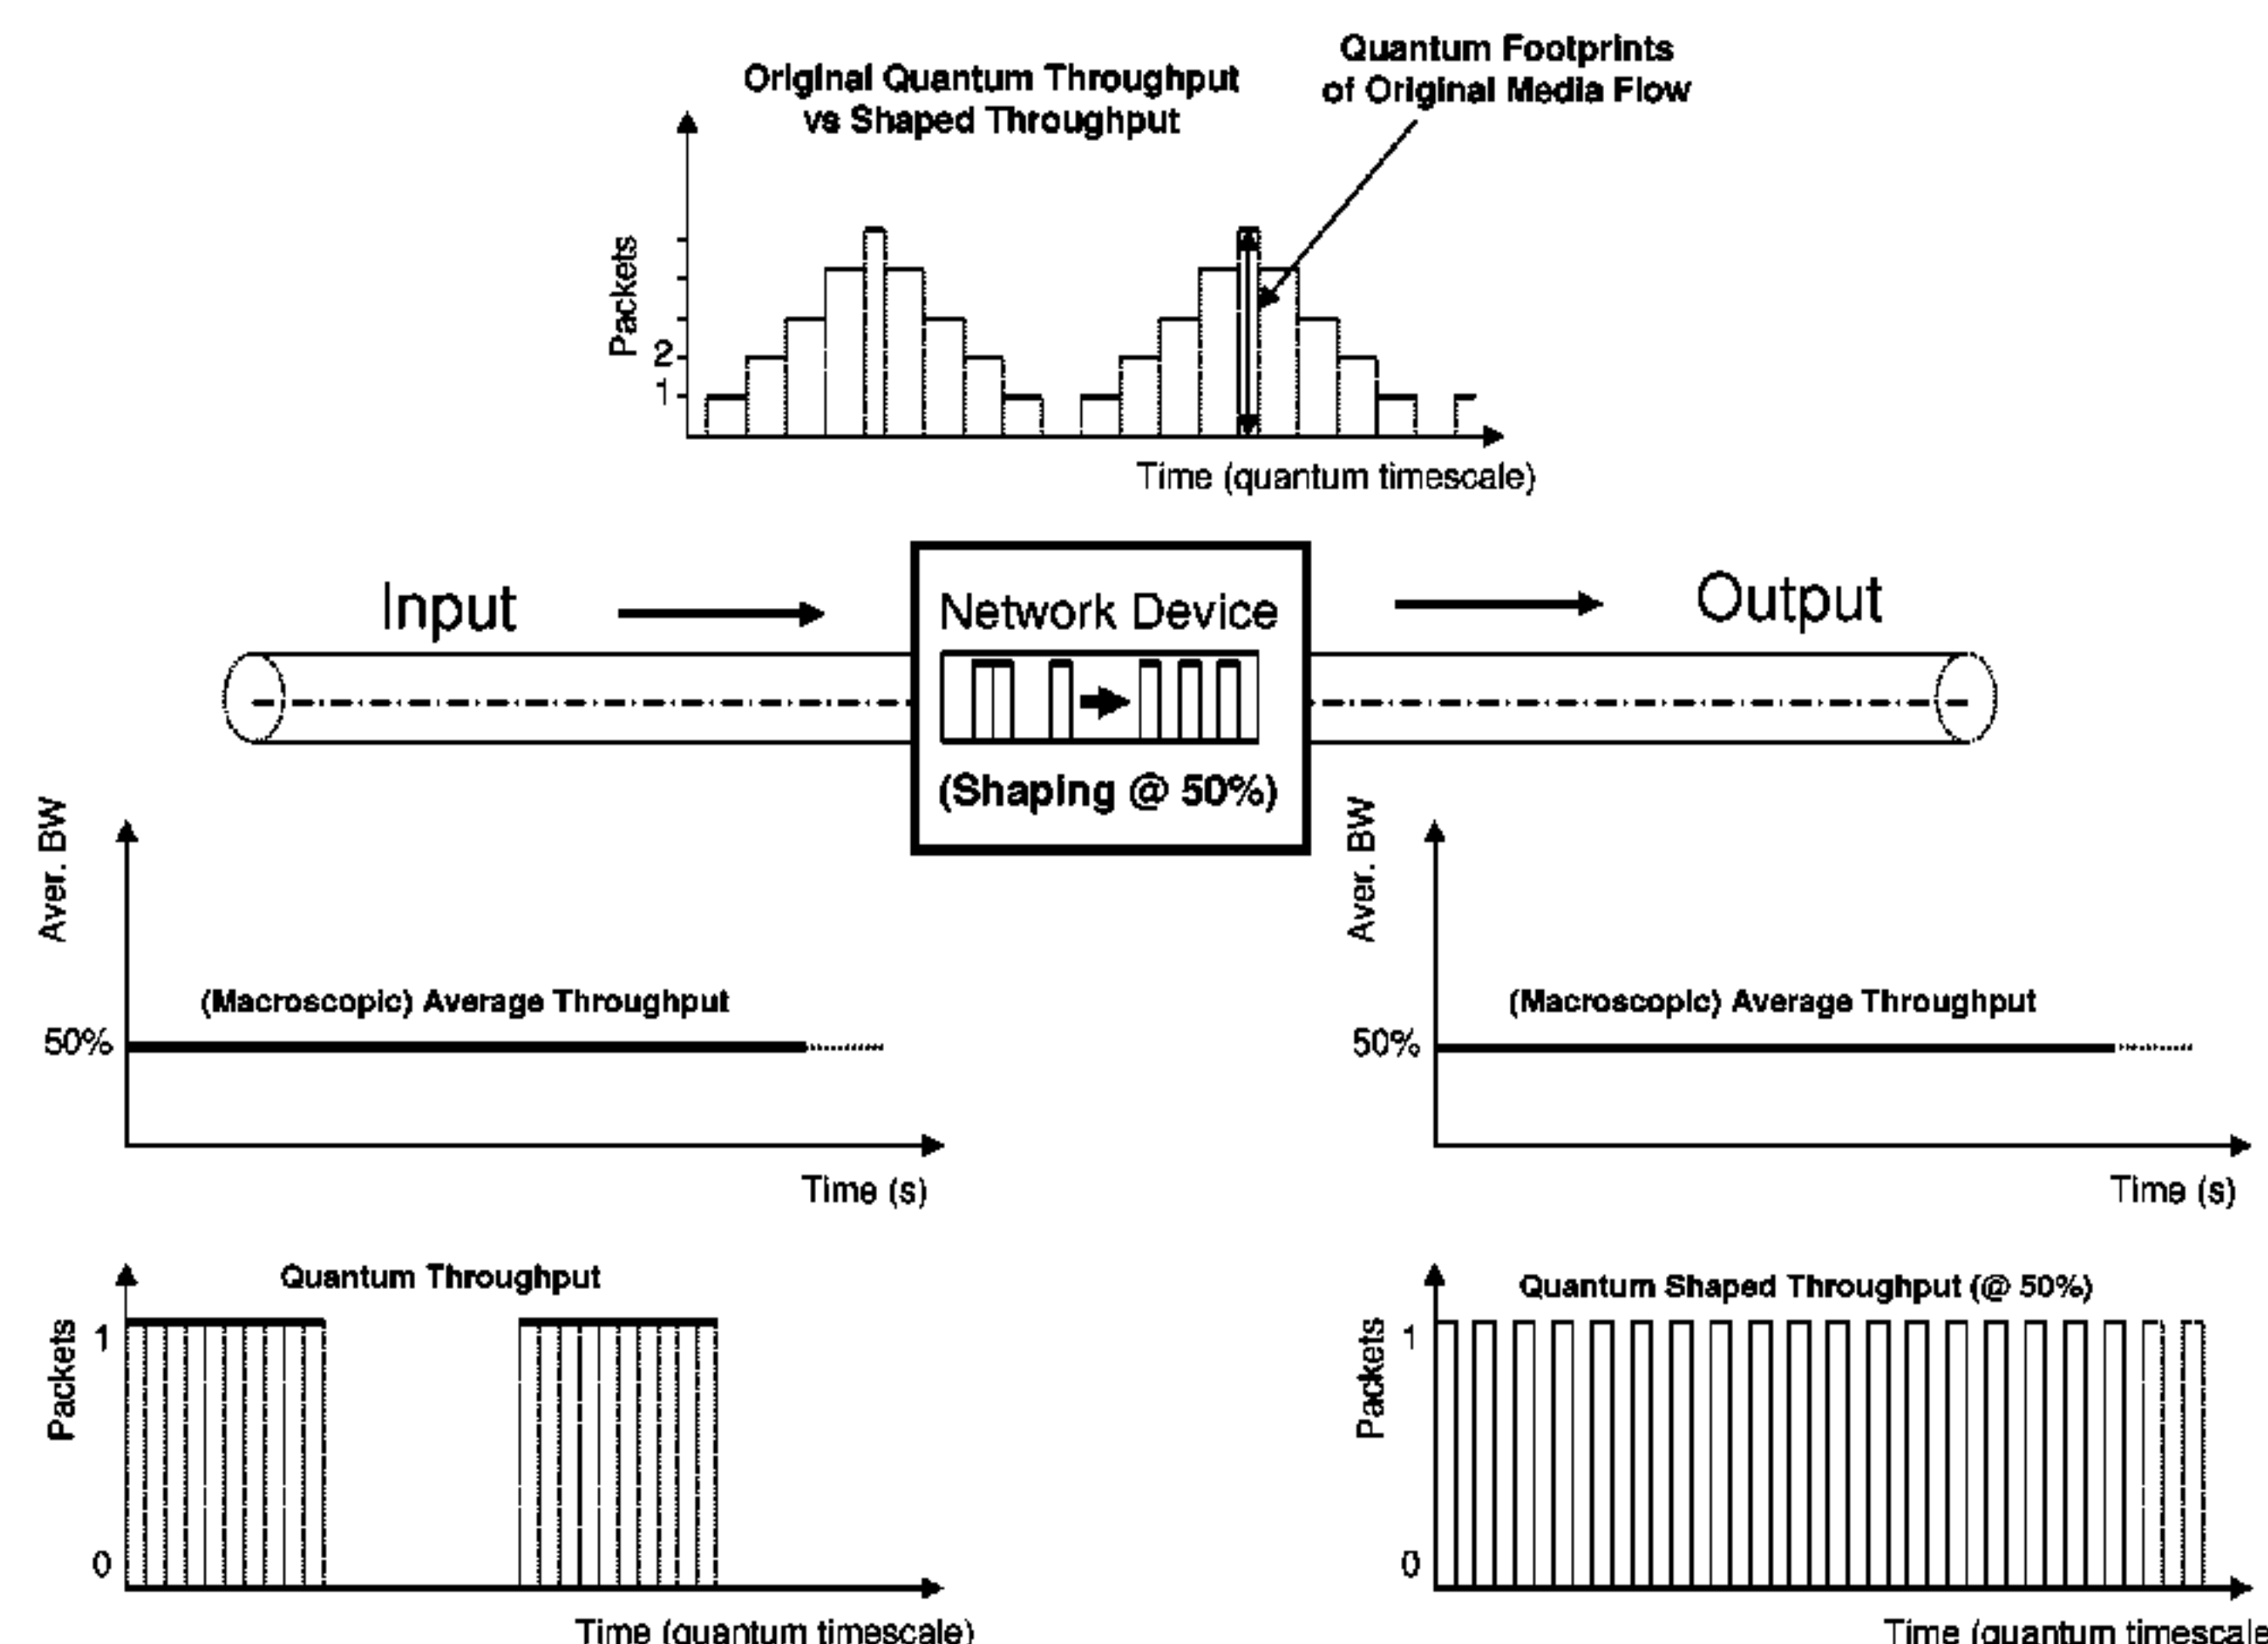 Original Quantum Throughput
vs Shaped Throughput
Quantum Footprints
of Original Media Flow
Packets
2
1
Time (quantum timescale)
Input
Network Device
(Shaping @ 50%)
Output
Aver. BW
(Macroscopic) Average Throughput
50%
Time (s)
Aver. BW
(Macroscopic) Average Throughput
50%
Time (s)
Quantum Throughput
Packets
1
0
Time (quantum timescale)
Quantum Shaped Throughput (@ 50%)
Packets
1
0
Time (quantum timescale